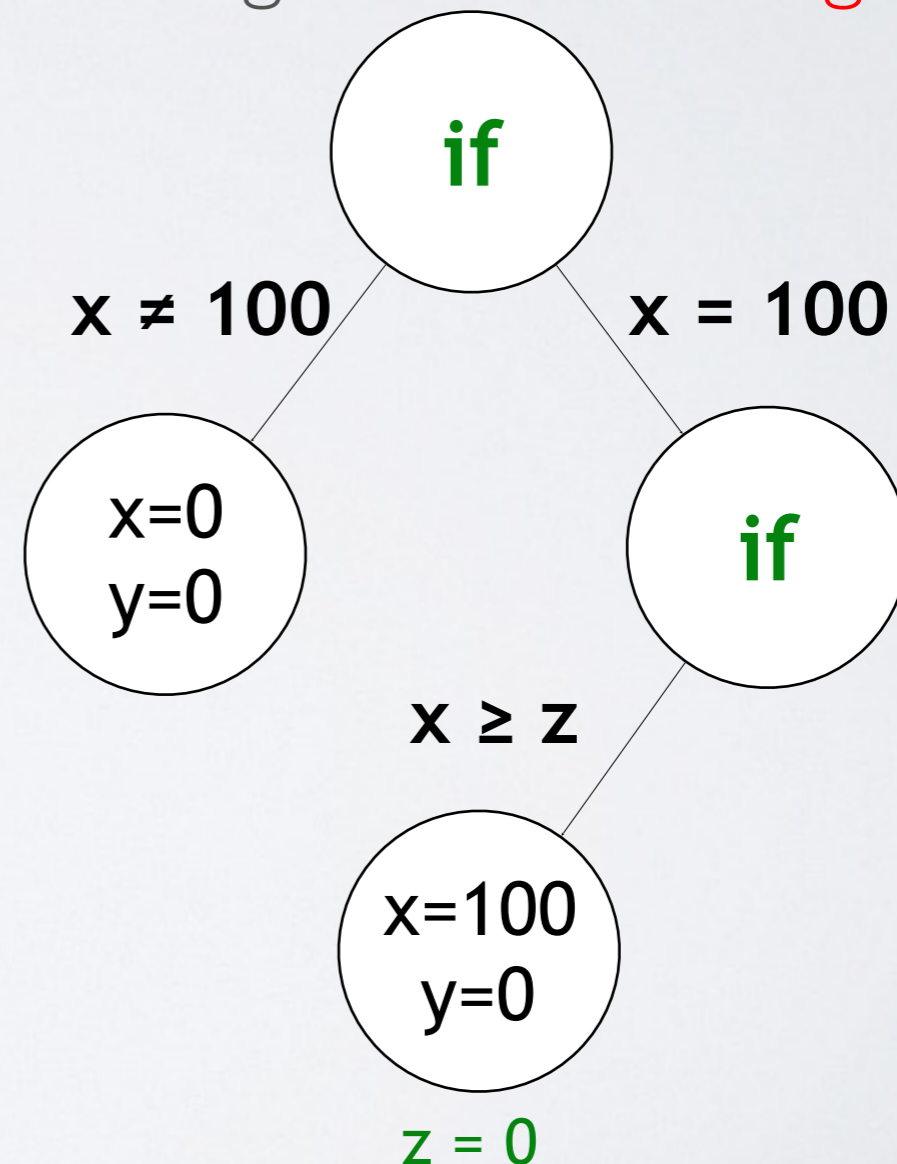 if
x ≠ 100
x = 100
x=0
y=0
if
x ≥ z
x=100
y=0
z = 0